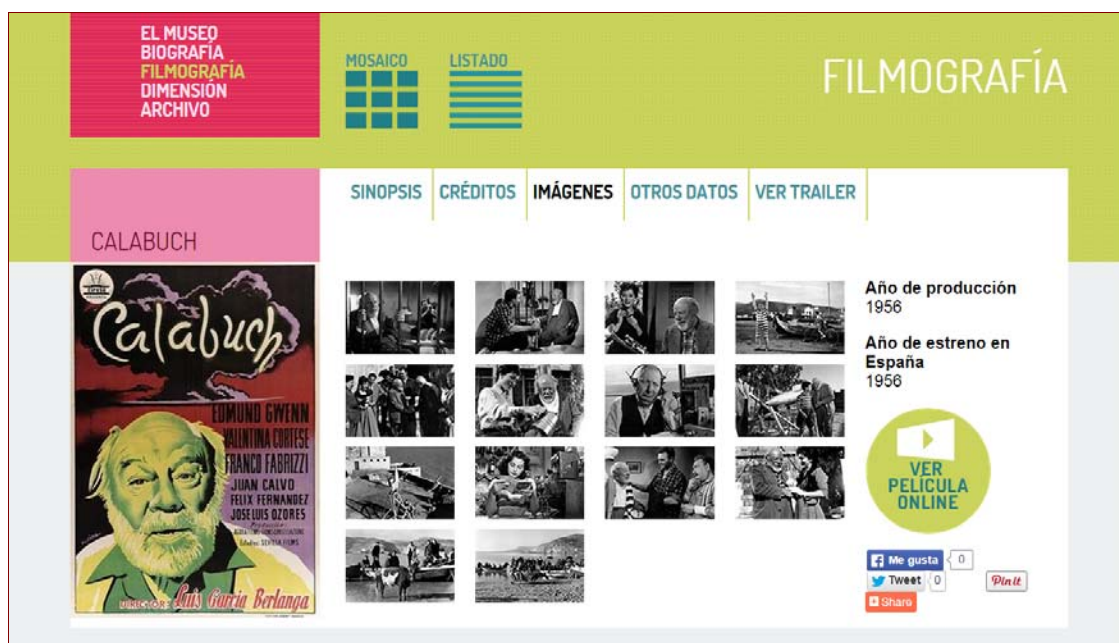 EL MUSEO
BIOGRAFÍA
FILMOGRAFÍA
DIMENSIÓN
ARCHIVO
MOSAICO
LISTADO
FILMOGRAFÍA
SINOPSIS
CRÉDITOS
IMÁGENES
OTROS DATOS
VER TRAILER
CALABUCH
Calabuch
EDMUND GWENN
VALENTINA CORTESE
FRANCO FABRIZZI
JUAN CALVO
FELIX FERNANDEZ
JOSE LUIS OZORES
DIRECTOR: Luis García Berlanga
Año de producción
1956
Año de estreno en
España
1956
VER
PELÍCULA
ONLINE
Me gusta
0
Tweet
0
Pin it
Share